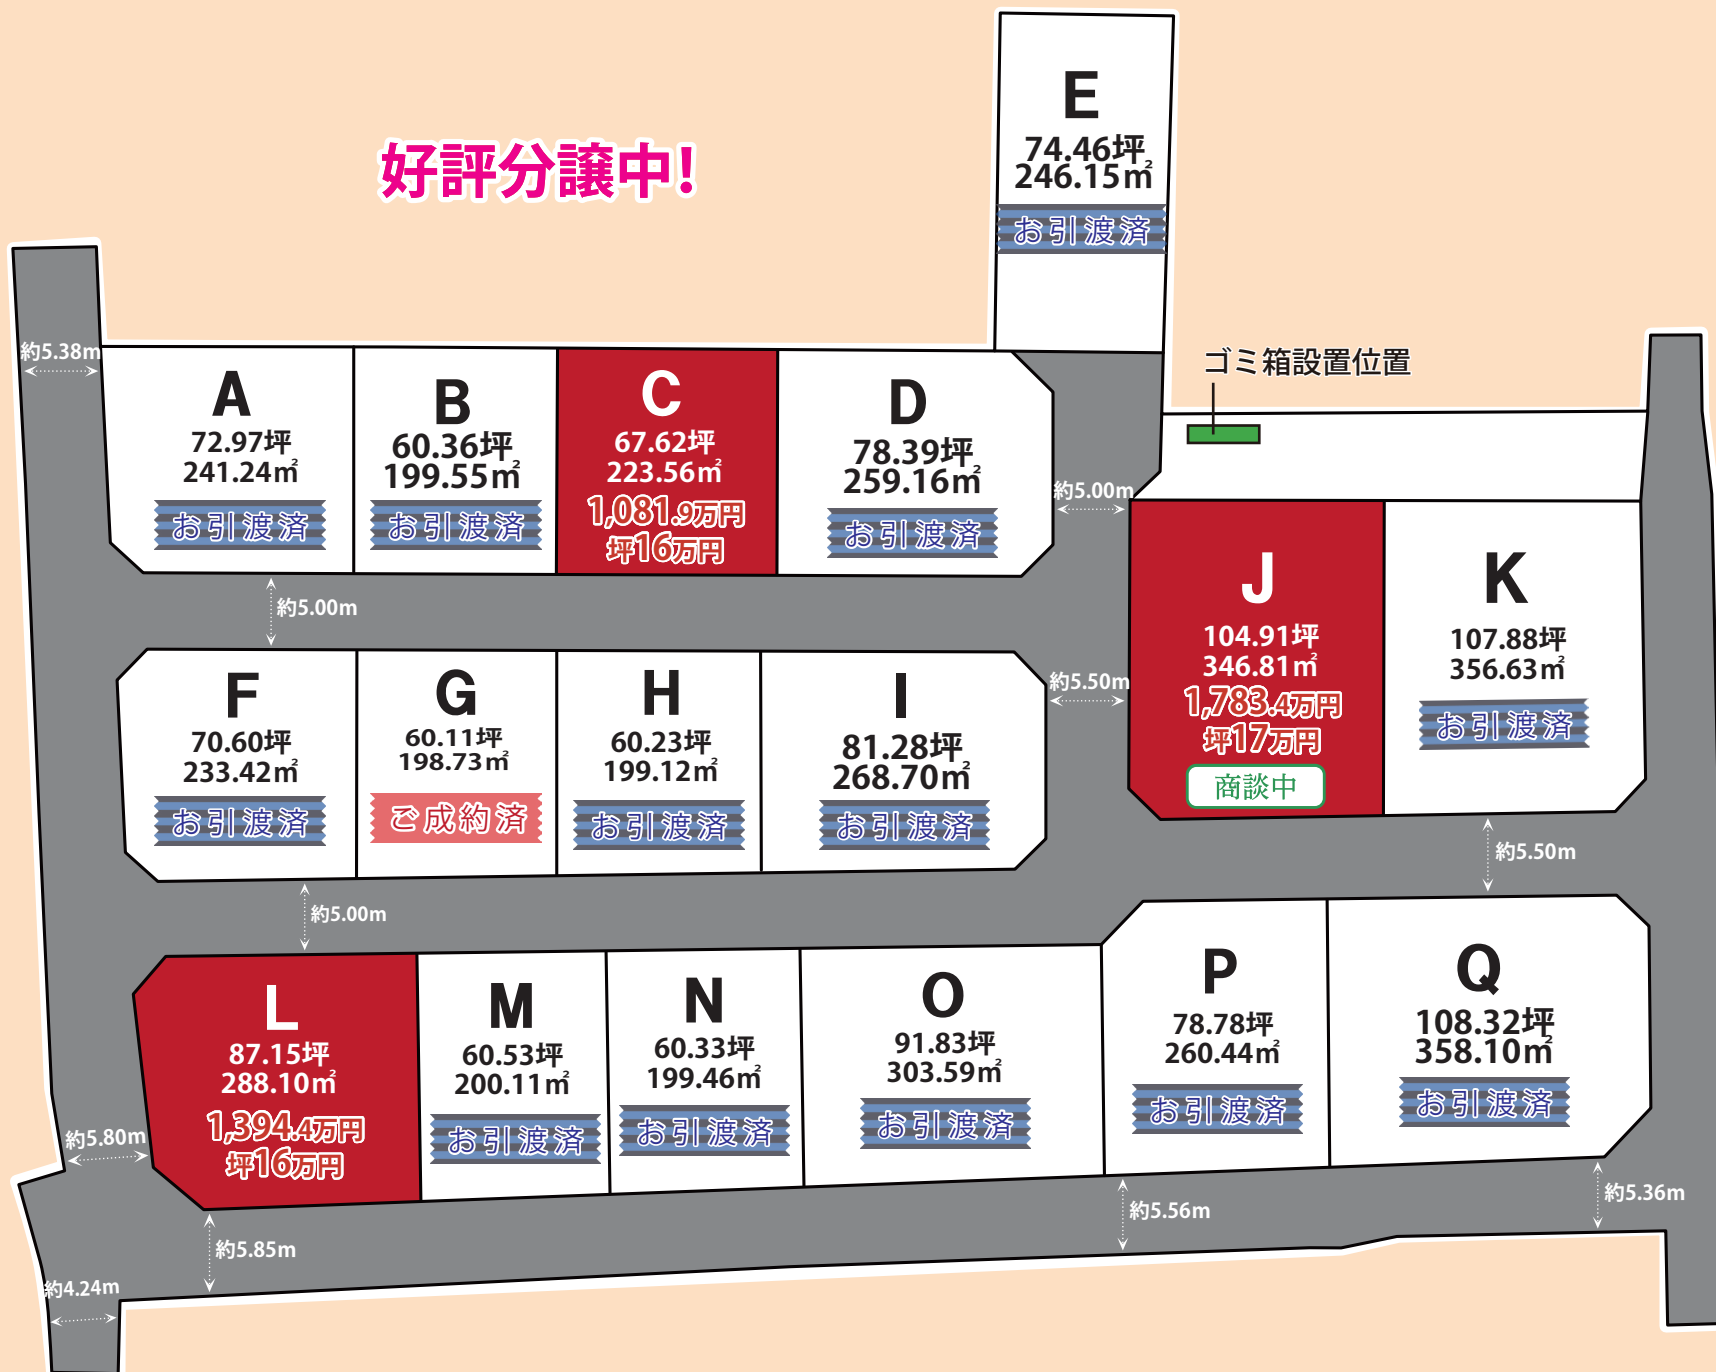 好評分譲中!
E
74.46坪
246.15㎡
お引渡済
約5.38m
ゴミ箱設置位置
A
72.97坪
241.24㎡
お引渡済
B
60.36坪
199.55㎡
お引渡済
C
67.62坪
223.56㎡
1,081.9万円
坪16万円
D
78.39坪
259.16㎡
お引渡済
約5.00m
約5.00m
J
104.91坪
346.81㎡
1,783.4万円
坪17万円
商談中
K
107.88坪
356.63㎡
お引渡済
F
70.60坪
233.42㎡
お引渡済
G
60.11坪
198.73㎡
ご成約済
H
60.23坪
199.12㎡
お引渡済
I
81.28坪
268.70㎡
お引渡済
約5.50m
約5.50m
約5.00m
L
87.15坪
288.10㎡
1,394.4万円
坪16万円
M
60.53坪
200.11㎡
お引渡済
N
60.33坪
199.46㎡
お引渡済
O
91.83坪
303.59㎡
お引渡済
P
78.78坪
260.44㎡
お引渡済
Q
108.32坪
358.10㎡
お引渡済
約5.80m
約5.85m
約5.56m
約5.36m
約4.24m